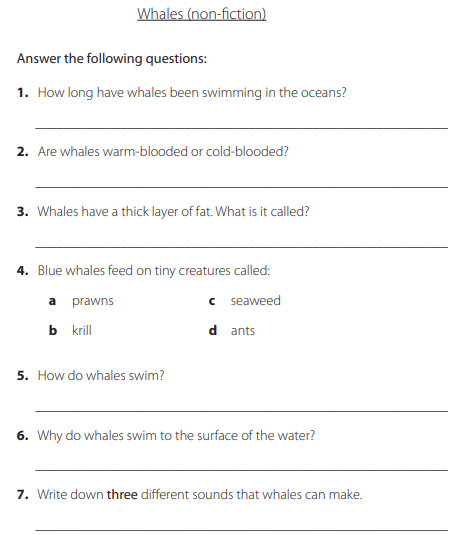 Whales (non-fiction)
Answer the following questions:
1. How long have whales been swimming in the oceans?
2. Are whales warm-blooded or cold-blooded?
3. Whales have a thick layer of fat. What is it called?
4. Blue whales feed on tiny creatures called:
a prawns c seaweed
b krill d ants
5. How do whales swim?
6. Why do whales swim to the surface of the water?
7. Write down three different sounds that whales can make.